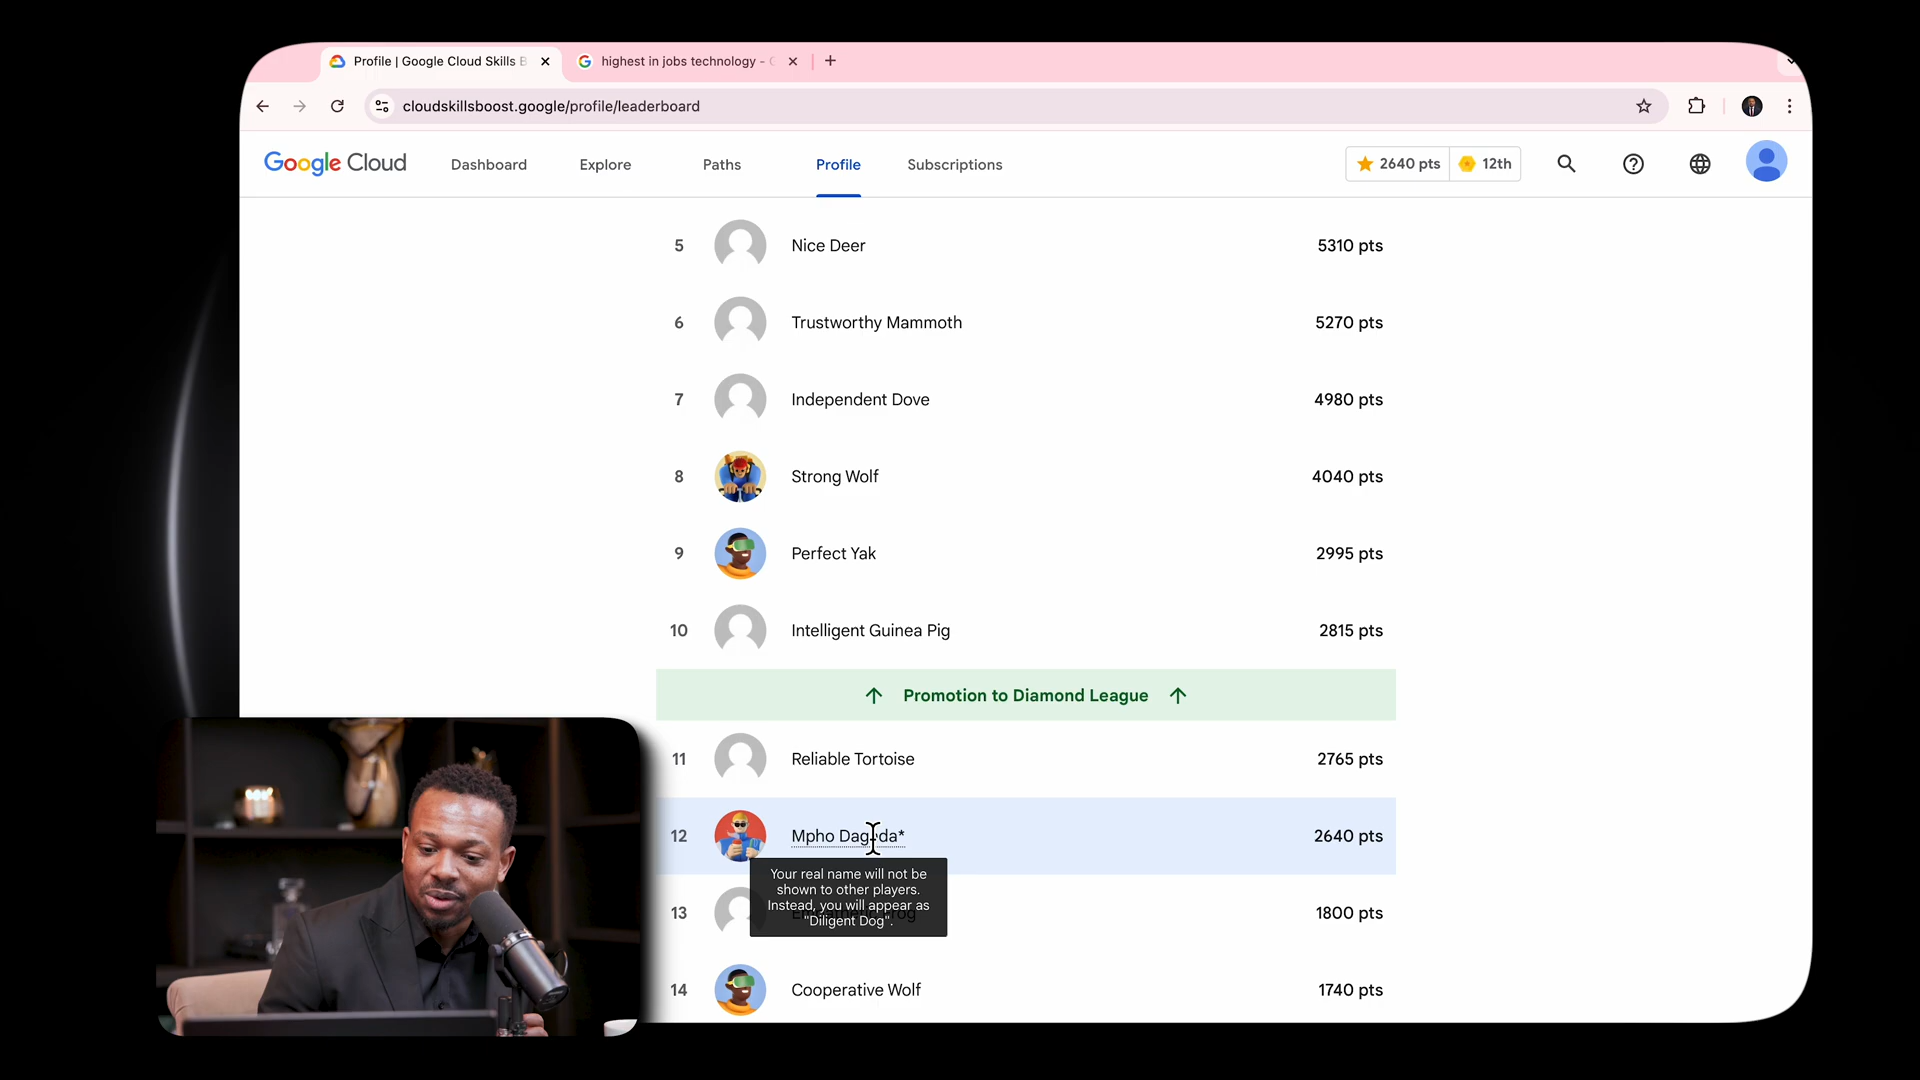 Profile | Google Cloud Skills B
highest in jobs technology -
cloudskillsboost.google/profile/leaderboard
Google Cloud
Dashboard
Explore
Paths
Profile
Subscriptions
2640 pts
12th
5 Nice Deer 5310 pts
6 Trustworthy Mammoth 5270 pts
7 Independent Dove 4980 pts
8 Strong Wolf 4040 pts
9 Perfect Yak 2995 pts
10 Intelligent Guinea Pig 2815 pts
↑ Promotion to Diamond League ↑
11 Reliable Tortoise 2765 pts
12 Mpho Dagada* 2640 pts
Your real name will not be
shown to other players.
Instead, you will appear as
"Diligent Dog".
13 1800 pts
14 Cooperative Wolf 1740 pts